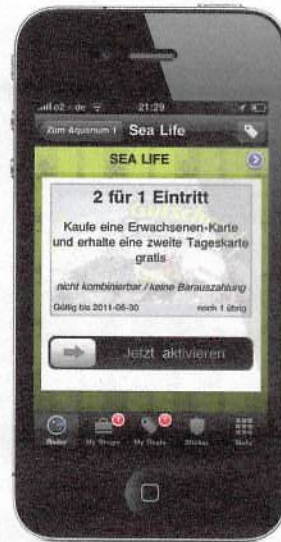 o2 - de 21:29
Zum Aquarium 1 Sea Life
SEA LIFE
2 für 1 Eintritt
Kaufe eine Erwachsenen-Karte
und erhalte eine zweite Tageskarte
gratis
nicht kombinierbar / keine Barauszahlung
Gültig bis 2011-06-30 noch 1 übrig
Jetzt aktivieren
My Shops My Deals Sticker Mehr